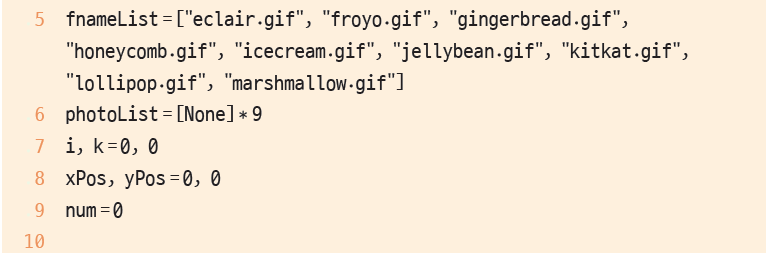 5 fnameList=["eclair.gif", "froyo.gif", "gingerbread.gif",
"honeycomb.gif", "icecream.gif", "jellybean.gif", "kitkat.gif",
"lollipop.gif", "marshmallow.gif"]
6 photoList=[None]*9
7 i, k=0, 0
8 xPos, yPos=0, 0
9 num=0
10